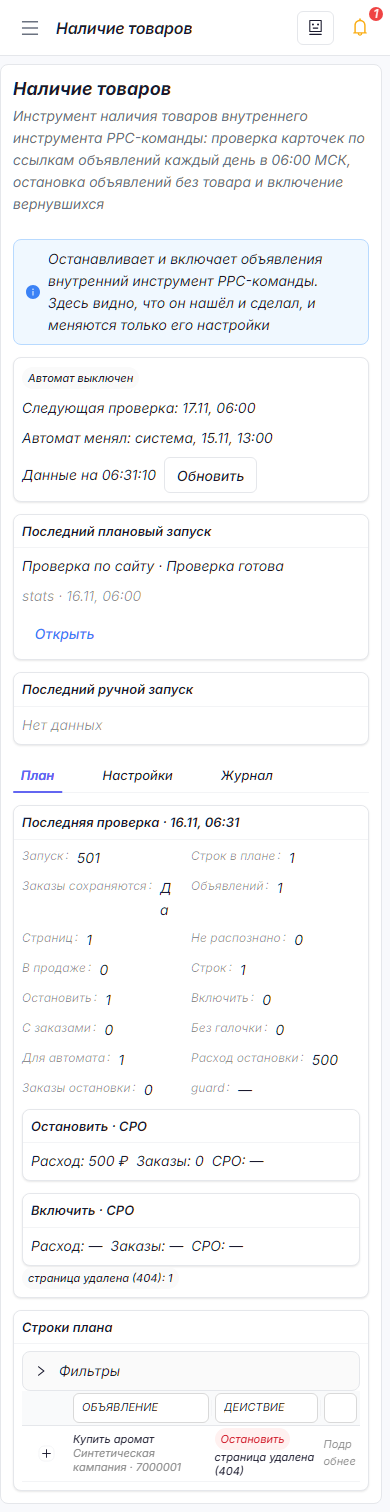 Наличие товаров
1
Наличие товаров
Инструмент наличия товаров внутреннего
инструмента PPC-команды: проверка карточек по
ссылкам объявлений каждый день в 06:00 МСК,
остановка объявлений без товара и включение
вернувшихся
Останавливает и включает объявления
внутренний инструмент PPC-команды.
Здесь видно, что он нашёл и сделал, и
меняются только его настройки
Автомат выключен
Следующая проверка: 17.11, 06:00
Автомат менял: система, 15.11, 13:00
Данные на 06:31:10 Обновить
Последний плановый запуск
Проверка по сайту · Проверка готова
stats · 16.11, 06:00
Открыть
Последний ручной запуск
Нет данных
План Настройки Журнал
Последняя проверка · 16.11, 06:31
Запуск: 501 Строк в плане: 1
Заказы сохраняются: Д Объявлений: 1
а
Страниц: 1 Не распознано: 0
В продаже: 0 Строк: 1
Остановить: 1 Включить: 0
С заказами: 0 Без галочки: 0
Для автомата: 1 Расход остановки: 500
Заказы остановки: 0 guard: —
Остановить · CPO
Расход: 500 ₽ Заказы: 0 CPO: —
Включить · CPO
Расход: — Заказы: — CPO: —
страница удалена (404): 1
Строки плана
Фильтры
ОБЪЯВЛЕНИЕ ДЕЙСТВИЕ
Купить аромат
Синтетическая
кампания · 7000001
Остановить
страница удалена
(404)
Подр
обнее